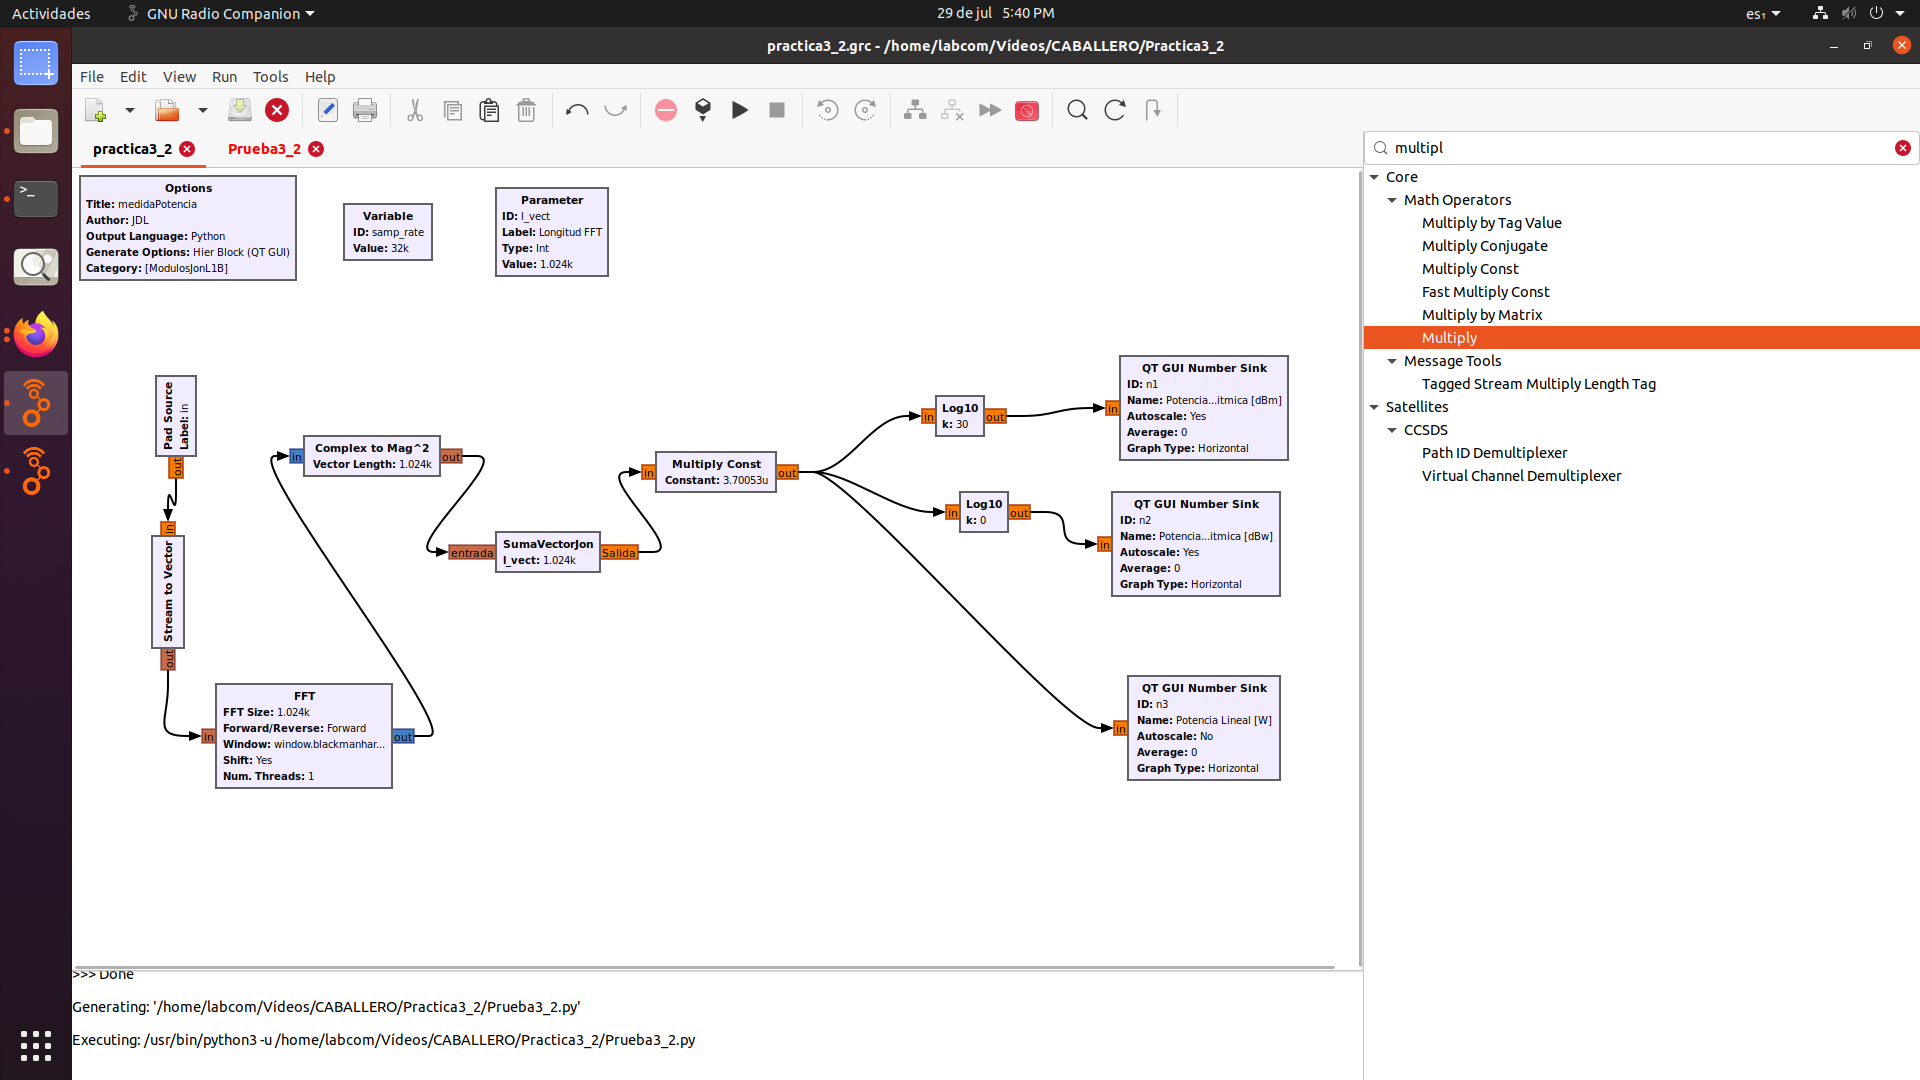 Actividades
GNU Radio Companion
29 de jul 5:40 PM
es₁
practica3_2.grc - /home/labcom/Vídeos/CABALLERO/Practica3_2
File Edit View Run Tools Help
practica3_2
Prueba3_2
multipl
Options
Title: medidaPotencia
Author: JDL
Output Language: Python
Generate Options: Hier Block (QT GUI)
Category: [ModulosJonL1B]
Variable
ID: samp_rate
Value: 32k
Parameter
ID: l_vect
Label: Longitud FFT
Type: Int
Value: 1.024k
Pad Source
Label: in
out
in
Stream to Vector
out
in
FFT
FFT Size: 1.024k
Forward/Reverse: Forward
Window: window.blackmanhar...
Shift: Yes
Num. Threads: 1
out
in
Complex to Mag^2
Vector Length: 1.024k
out
entrada
SumaVectorJon
l_vect: 1.024k
Salida
in
Multiply Const
Constant: 3.70053u
out
in
Log10
k: 30
out
in
QT GUI Number Sink
ID: n1
Name: Potencia...itmica [dBm]
Autoscale: Yes
Average: 0
Graph Type: Horizontal
in
Log10
k: 0
out
in
QT GUI Number Sink
ID: n2
Name: Potencia...itmica [dBw]
Autoscale: Yes
Average: 0
Graph Type: Horizontal
in
QT GUI Number Sink
ID: n3
Name: Potencia Lineal [W]
Autoscale: No
Average: 0
Graph Type: Horizontal
Core
Math Operators
Multiply by Tag Value
Multiply Conjugate
Multiply Const
Fast Multiply Const
Multiply by Matrix
Multiply
Message Tools
Tagged Stream Multiply Length Tag
Satellites
CCSDS
Path ID Demultiplexer
Virtual Channel Demultiplexer
>>> Done
Generating: '/home/labcom/Vídeos/CABALLERO/Practica3_2/Prueba3_2.py'
Executing: /usr/bin/python3 -u /home/labcom/Vídeos/CABALLERO/Practica3_2/Prueba3_2.py